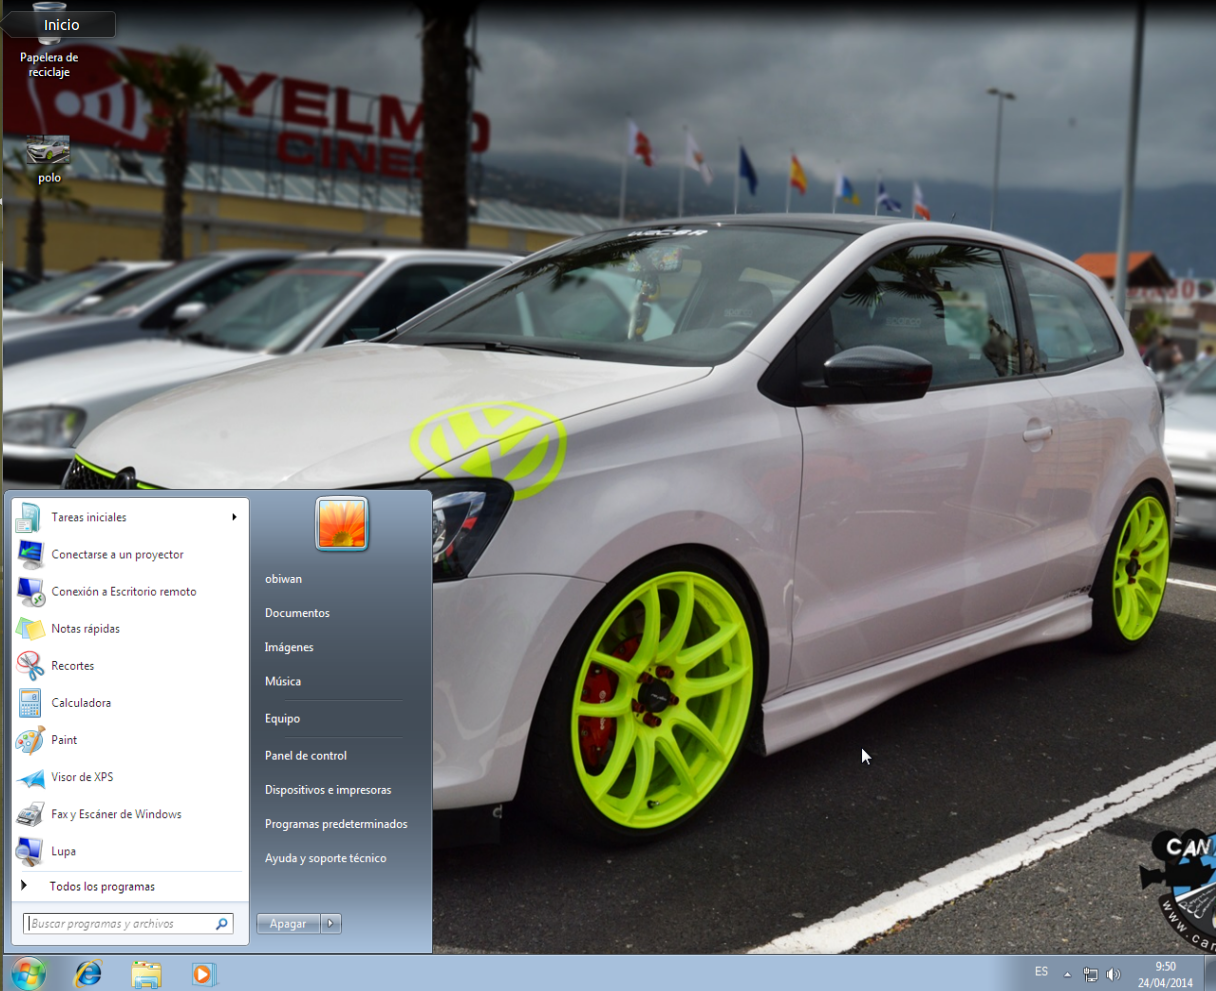 Inicio
Papelera de
reciclaje
polo
YELMO
CINES
RACER
Tareas iniciales
Conectarse a un proyector
Conexión a Escritorio remoto
Notas rápidas
Recortes
Calculadora
Paint
Visor de XPS
Fax y Escáner de Windows
Lupa
Todos los programas
Buscar programas y archivos
obiwan
Documentos
Imágenes
Música
Equipo
Panel de control
Dispositivos e impresoras
Programas predeterminados
Ayuda y soporte técnico
Apagar
CAN
www.can
ES
9:50
24/04/2014